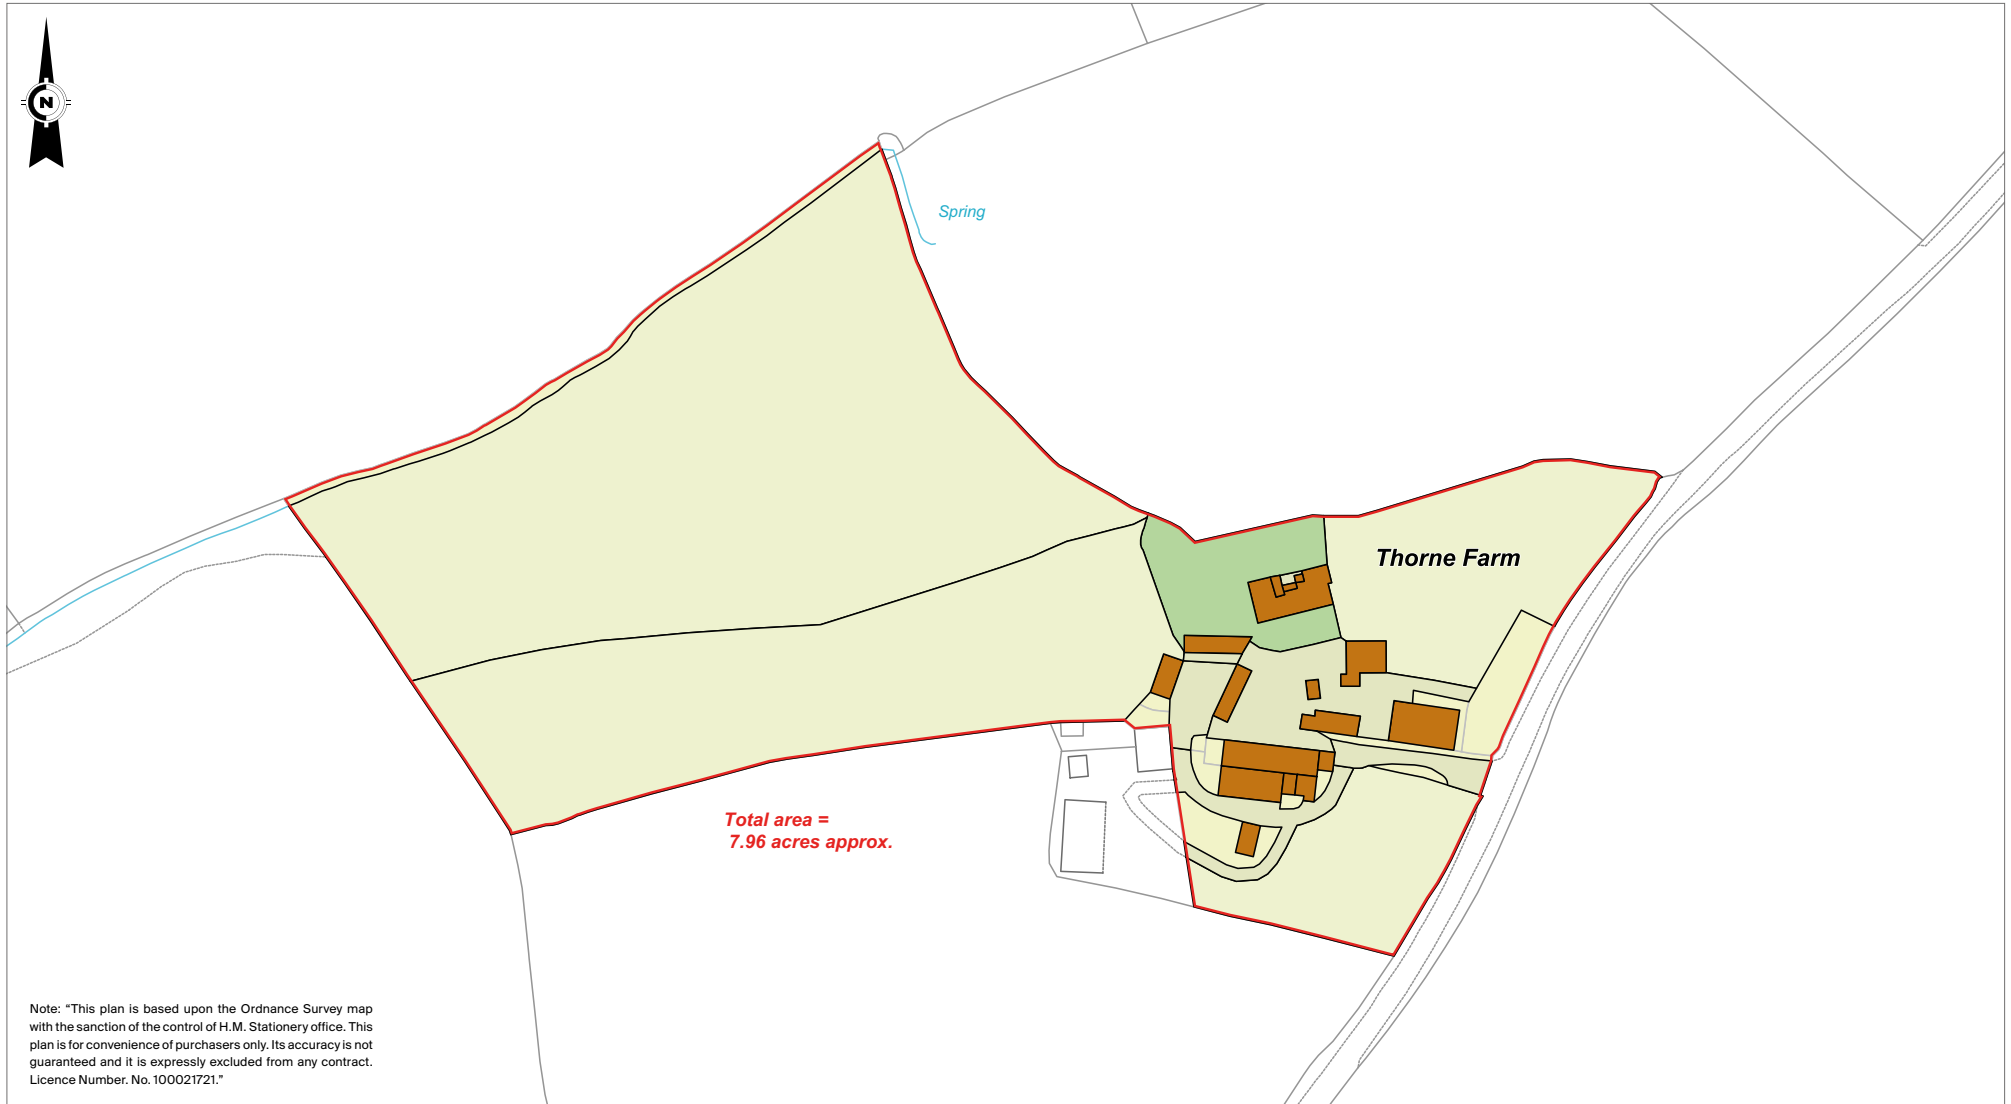 N
Spring
Thorne Farm
Total area =
7.96 acres approx.
Note: “This plan is based upon the Ordnance Survey map
with the sanction of the control of H.M. Stationery office. This
plan is for convenience of purchasers only. Its accuracy is not
guaranteed and it is expressly excluded from any contract.
Licence Number. No. 100021721.”